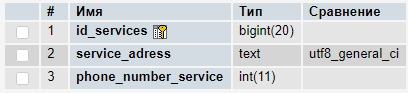 # Имя Тип Сравнение
1 id_services bigint(20)
2 service_adress text utf8_general_ci
3 phone_number_service int(11)